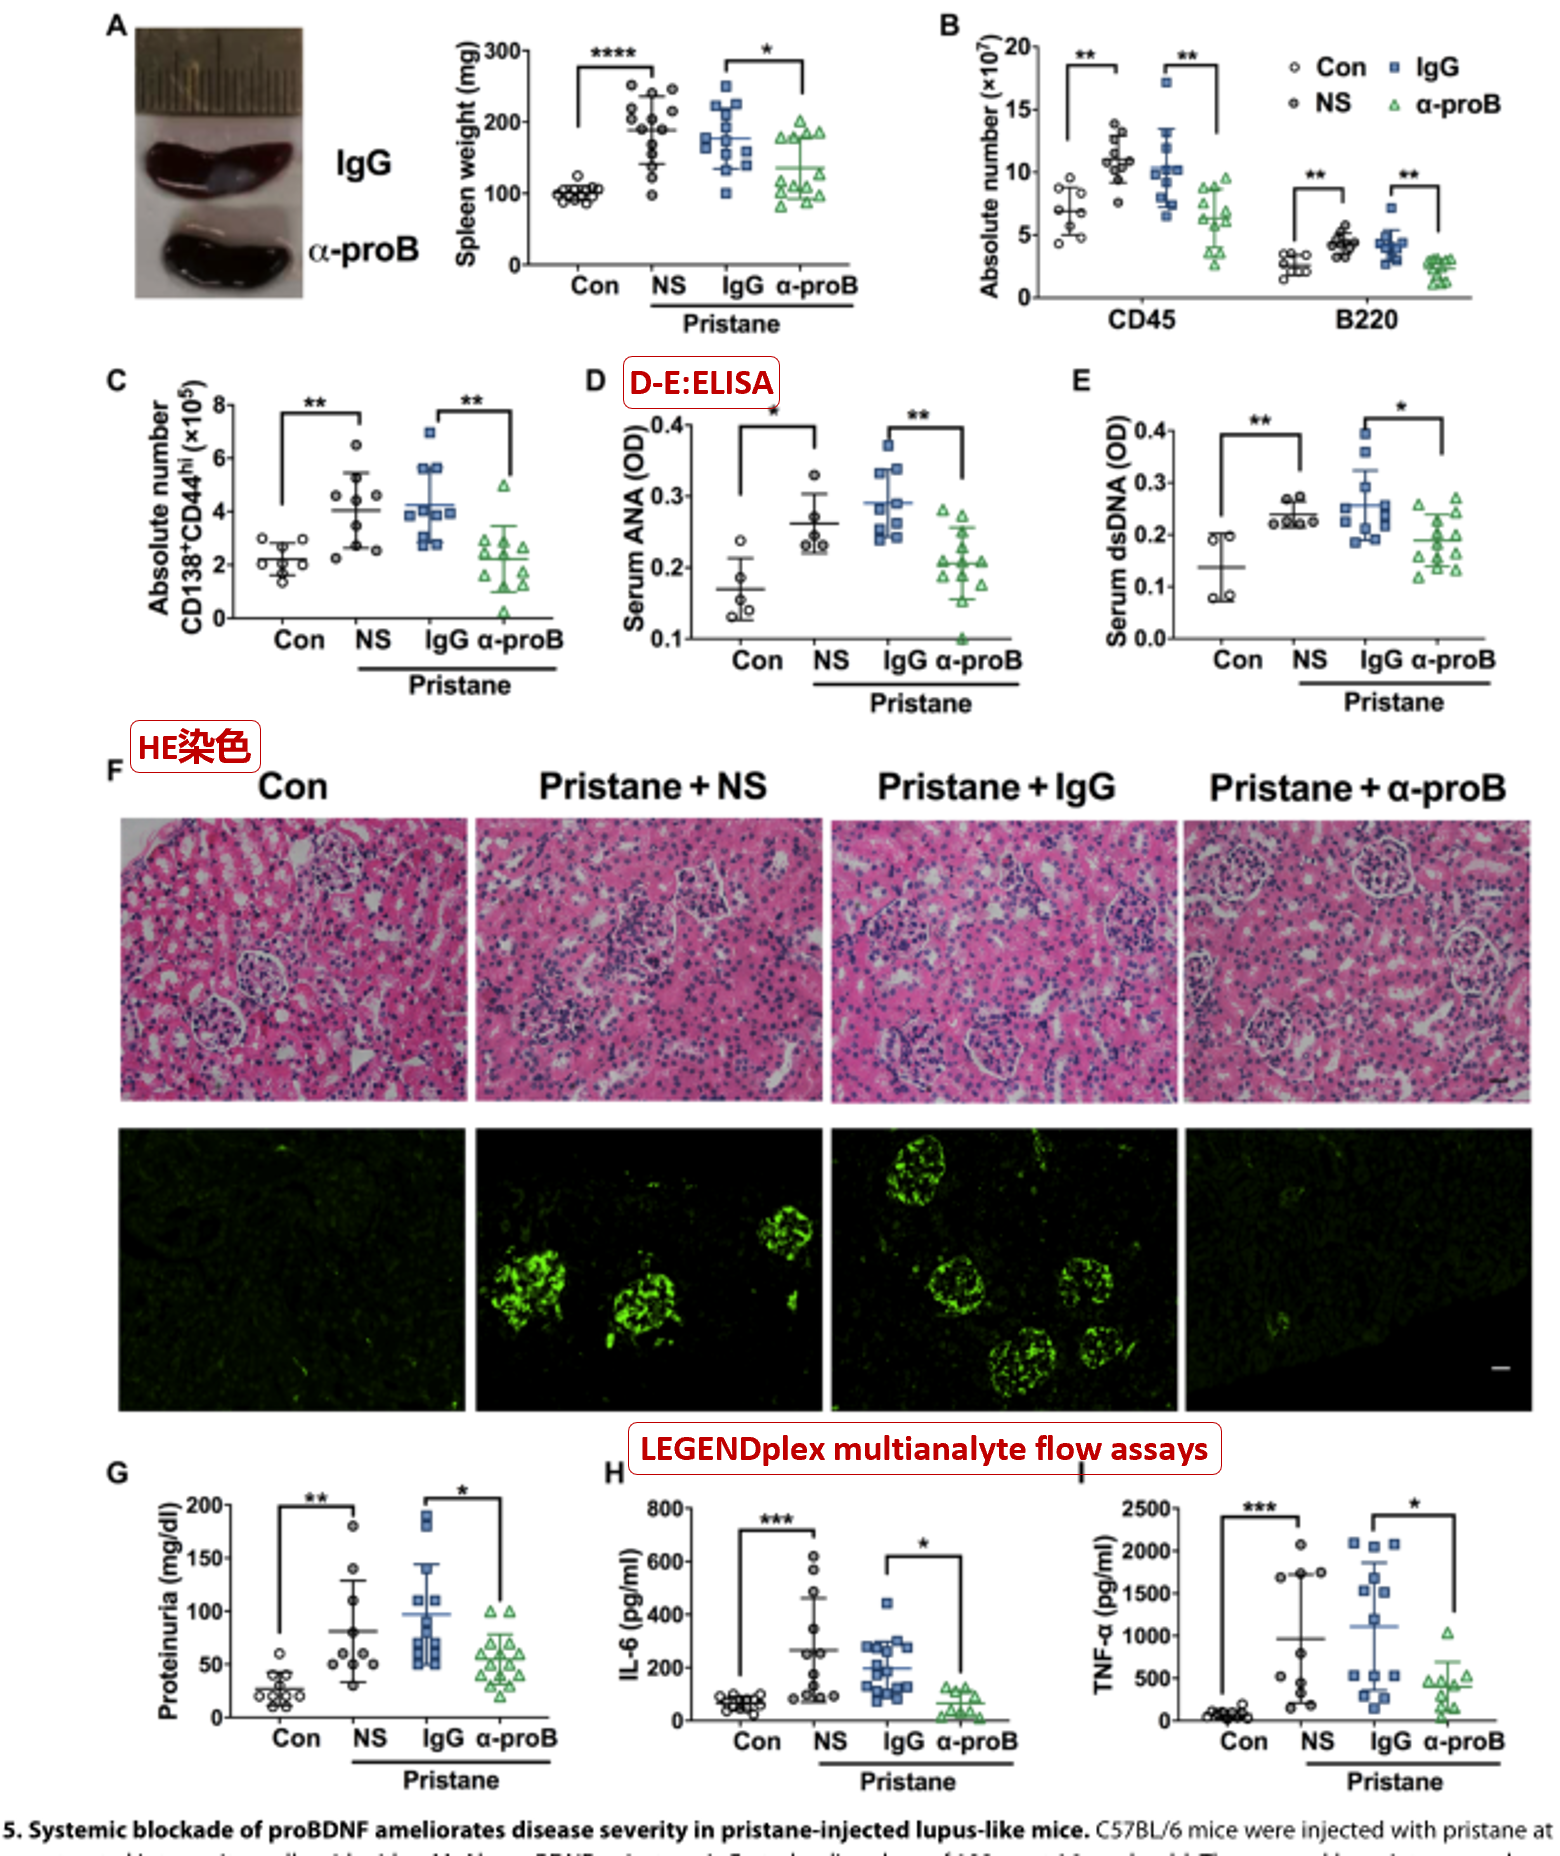 A
IgG
α-proB
Spleen weight (mg)
300
200
100
0
****
*
Con NS IgG α-proB
Pristane
B
Absolute number (×10⁷)
20
15
10
5
0
** **
** **
Con IgG
NS α-proB
CD45 B220
C
Absolute number
CD138⁺CD44ʰⁱ (×10⁵)
8
6
4
2
0
** **
Con NS IgG α-proB
Pristane
D
D-E:ELISA
Serum ANA (OD)
0.4
0.3
0.2
0.1
* **
Con NS IgG α-proB
Pristane
E
Serum dsDNA (OD)
0.4
0.3
0.2
0.1
0.0
** *
Con NS IgG α-proB
Pristane
HE染色
F
Con Pristane + NS Pristane + IgG Pristane + α-proB
LEGENDplex multianalyte flow assays
G
Proteinuria (mg/dl)
200
150
100
50
0
** *
Con NS IgG α-proB
Pristane
H
IL-6 (pg/ml)
800
600
400
200
0
*** *
Con NS IgG α-proB
Pristane
I
TNF-α (pg/ml)
2500
2000
1500
1000
500
0
*** *
Con NS IgG α-proB
Pristane
5. Systemic blockade of proBDNF ameliorates disease severity in pristane-injected lupus-like mice. C57BL/6 mice were injected with pristane at